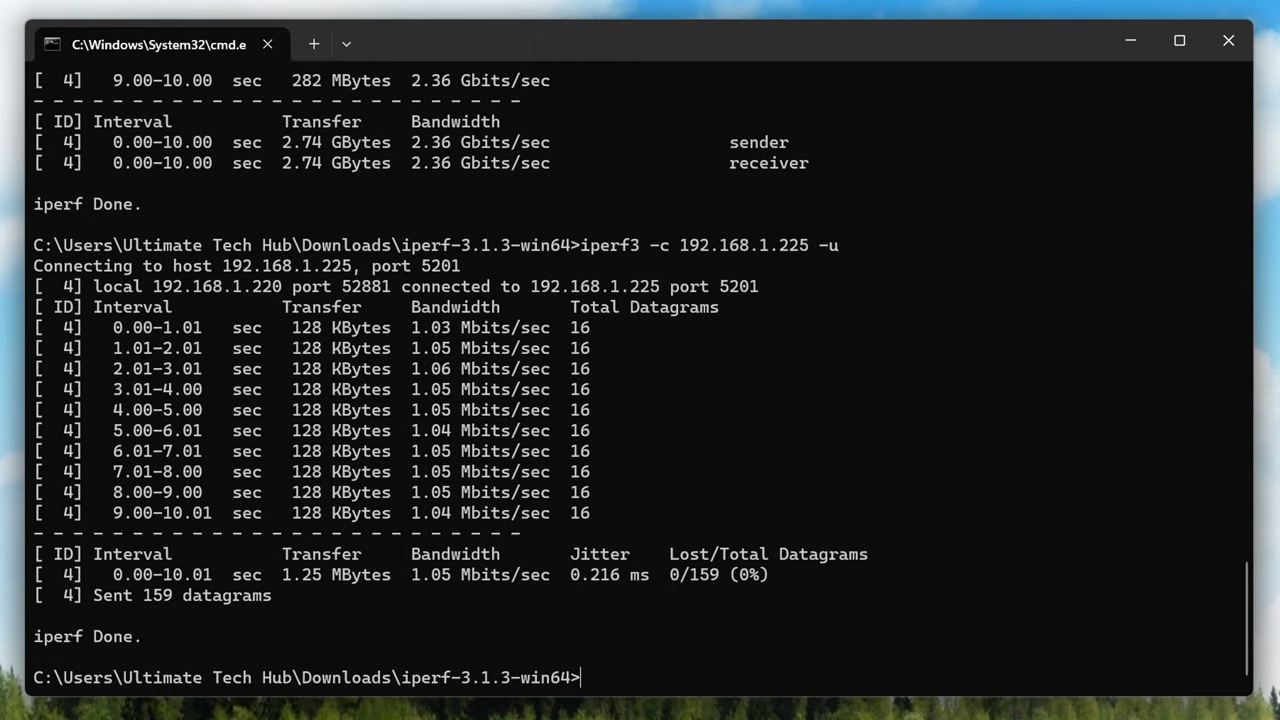 C:\Windows\System32\cmd.e
[  4]   9.00-10.00  sec   282 MBytes  2.36 Gbits/sec
- - - - - - - - - - - - - - - - - - - - - - - - -
[ ID] Interval           Transfer     Bandwidth
[  4]   0.00-10.00  sec  2.74 GBytes  2.36 Gbits/sec                  sender
[  4]   0.00-10.00  sec  2.74 GBytes  2.36 Gbits/sec                  receiver
iperf Done.
C:\Users\Ultimate Tech Hub\Downloads\iperf-3.1.3-win64>iperf3 -c 192.168.1.225 -u
Connecting to host 192.168.1.225, port 5201
[  4] local 192.168.1.220 port 52881 connected to 192.168.1.225 port 5201
[ ID] Interval           Transfer     Bandwidth       Total Datagrams
[  4]   0.00-1.01   sec   128 KBytes  1.03 Mbits/sec  16
[  4]   1.01-2.01   sec   128 KBytes  1.05 Mbits/sec  16
[  4]   2.01-3.01   sec   128 KBytes  1.06 Mbits/sec  16
[  4]   3.01-4.00   sec   128 KBytes  1.05 Mbits/sec  16
[  4]   4.00-5.00   sec   128 KBytes  1.05 Mbits/sec  16
[  4]   5.00-6.01   sec   128 KBytes  1.04 Mbits/sec  16
[  4]   6.01-7.01   sec   128 KBytes  1.05 Mbits/sec  16
[  4]   7.01-8.00   sec   128 KBytes  1.05 Mbits/sec  16
[  4]   8.00-9.00   sec   128 KBytes  1.05 Mbits/sec  16
[  4]   9.00-10.01  sec   128 KBytes  1.04 Mbits/sec  16
- - - - - - - - - - - - - - - - - - - - - - - - -
[ ID] Interval           Transfer     Bandwidth       Jitter    Lost/Total Datagrams
[  4]   0.00-10.01  sec  1.25 MBytes  1.05 Mbits/sec  0.216 ms  0/159 (0%)
[  4] Sent 159 datagrams
iperf Done.
C:\Users\Ultimate Tech Hub\Downloads\iperf-3.1.3-win64>